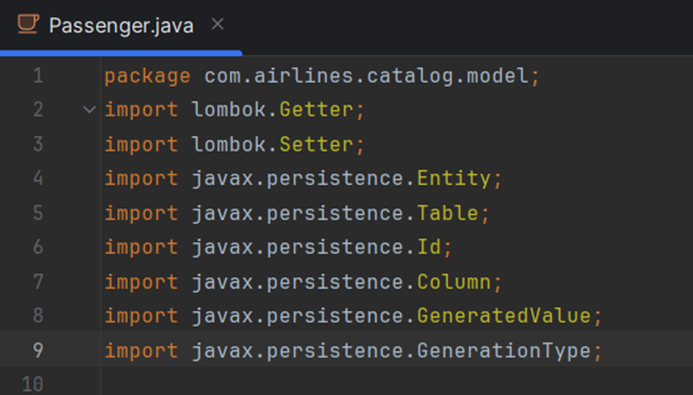 Passenger.java ×
1 package com.airlines.catalog.model;
2 import lombok.Getter;
3 import lombok.Setter;
4 import javax.persistence.Entity;
5 import javax.persistence.Table;
6 import javax.persistence.Id;
7 import javax.persistence.Column;
8 import javax.persistence.GeneratedValue;
9 import javax.persistence.GenerationType;
10